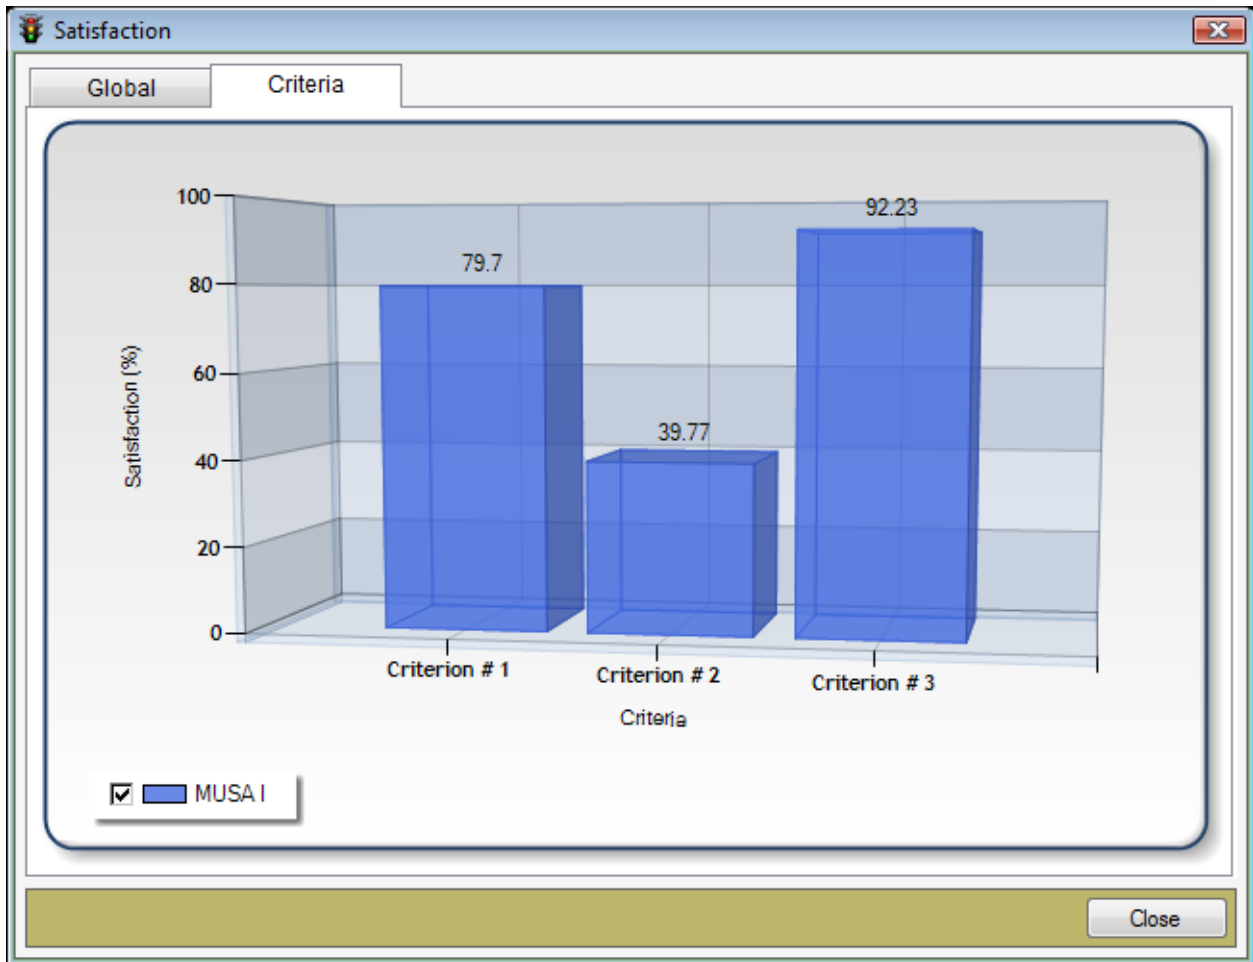 Satisfaction
Global
Criteria
100
92.23
79.7
80
60
Satisfaction (%)
39.77
40
20
0
Criterion # 1
Criterion # 2
Criterion # 3
Criteria
MUSA I
Close